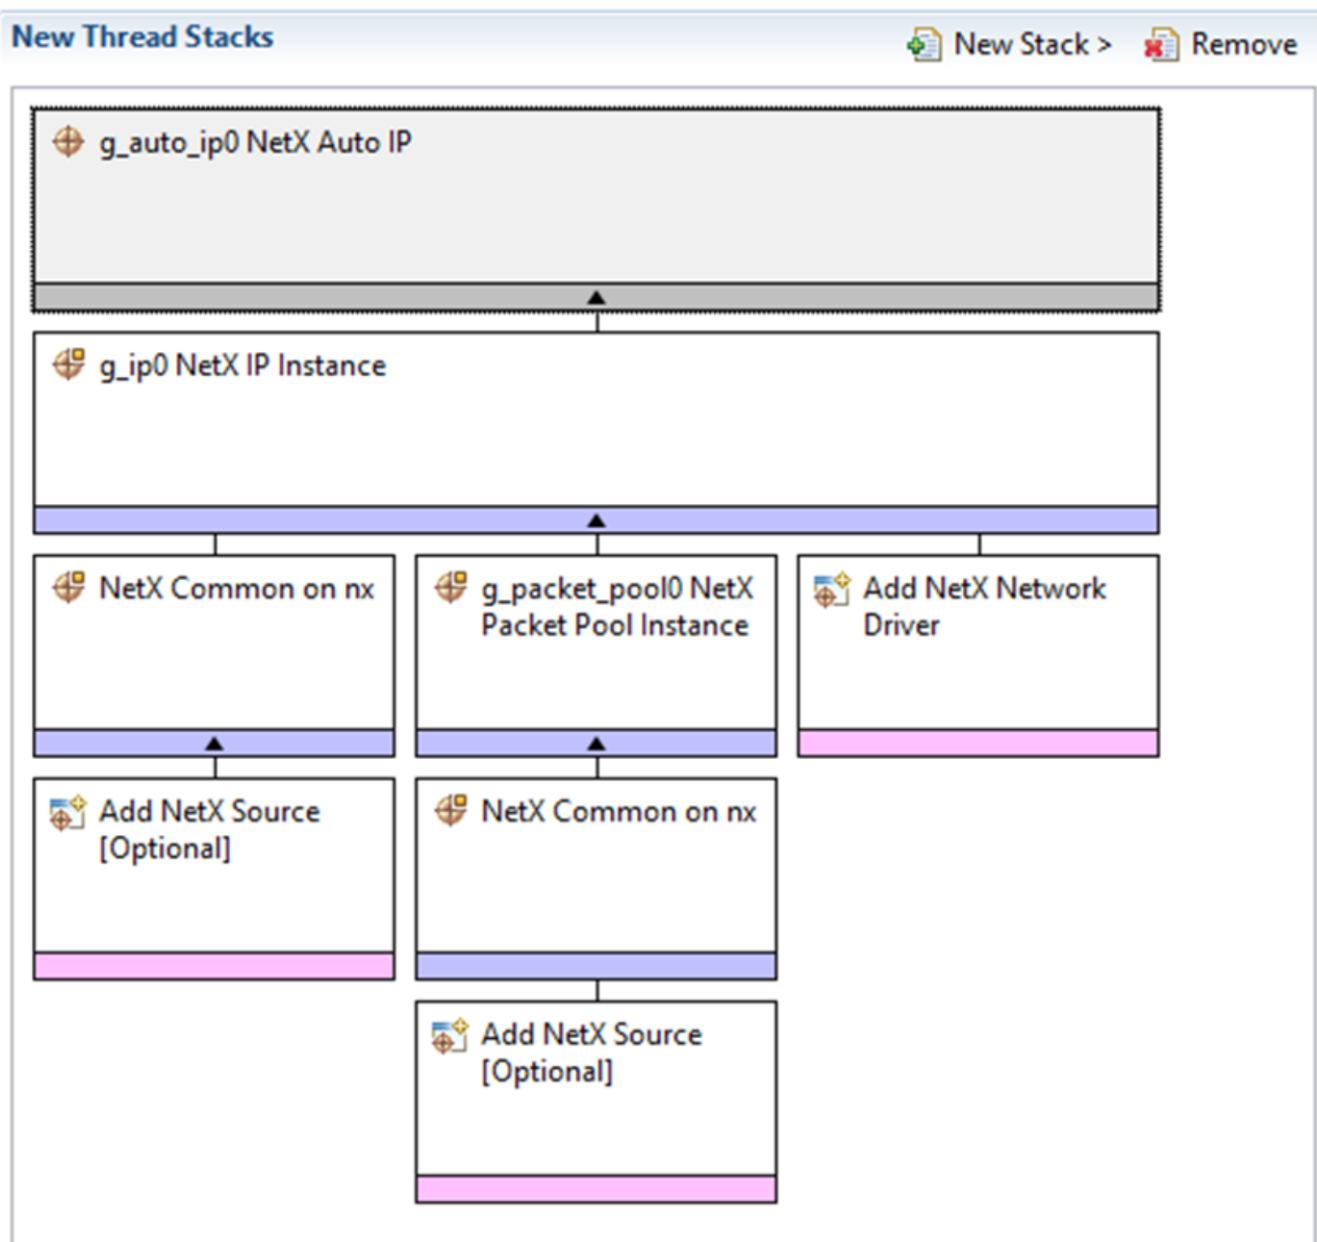 New Thread Stacks
New Stack >
Remove
g_auto_ip0 NetX Auto IP
g_ip0 NetX IP Instance
NetX Common on nx
g_packet_pool0 NetX
Packet Pool Instance
Add NetX Network
Driver
Add NetX Source
[Optional]
NetX Common on nx
Add NetX Source
[Optional]